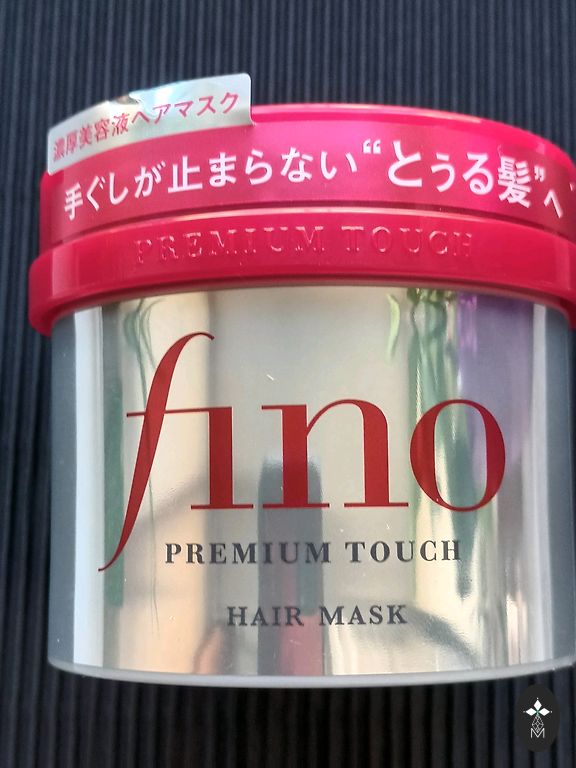 濃厚美容液ヘアマスク
手ぐしが止まらない“とぅるん髪”へ
PREMIUM TOUCH
fino
PREMIUM TOUCH
HAIR MASK
M